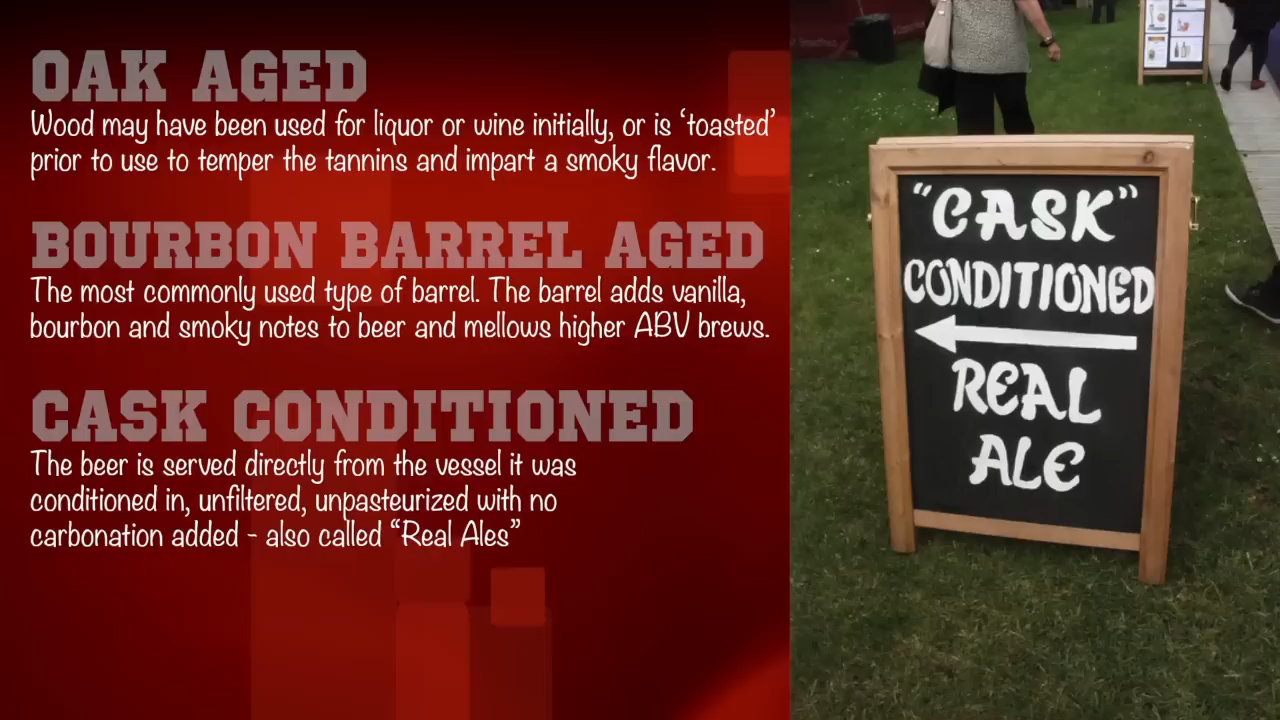 OAK AGED
Wood may have been used for liquor or wine initially, or is ‘toasted’
prior to use to temper the tannins and impart a smoky flavor.
BOURBON BARREL AGED
The most commonly used type of barrel. The barrel adds vanilla,
bourbon and smoky notes to beer and mellows higher ABV brews.
CASK CONDITIONED
The beer is served directly from the vessel it was
conditioned in, unfiltered, unpasteurized with no
carbonation added - also called “Real Ales”
“CASK”
CONDITIONED
REAL
ALE